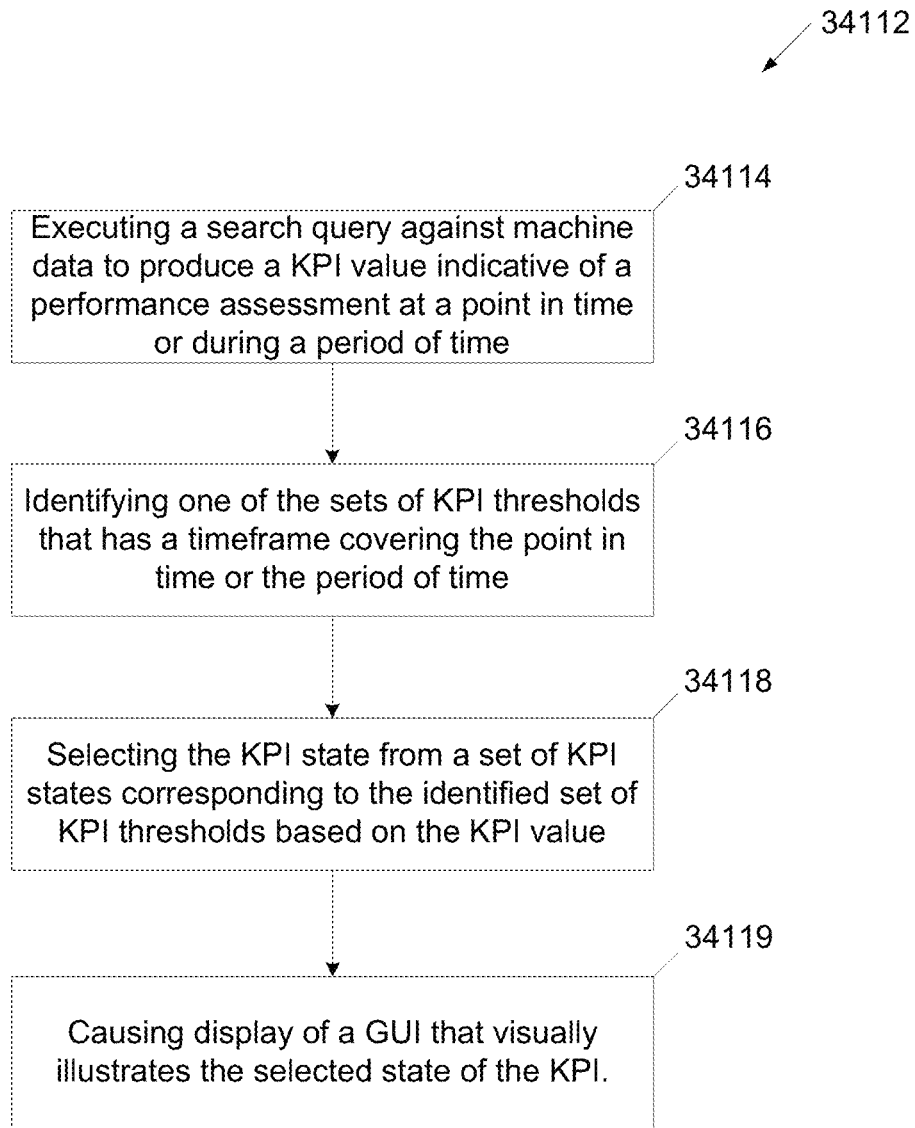 34112
34114
Executing a search query against machine
data to produce a KPI value indicative of a
performance assessment at a point in time
or during a period of time
34116
Identifying one of the sets of KPI thresholds
that has a timeframe covering the point in
time or the period of time
34118
Selecting the KPI state from a set of KPI
states corresponding to the identified set of
KPI thresholds based on the KPI value
34119
Causing display of a GUI that visually
illustrates the selected state of the KPI.